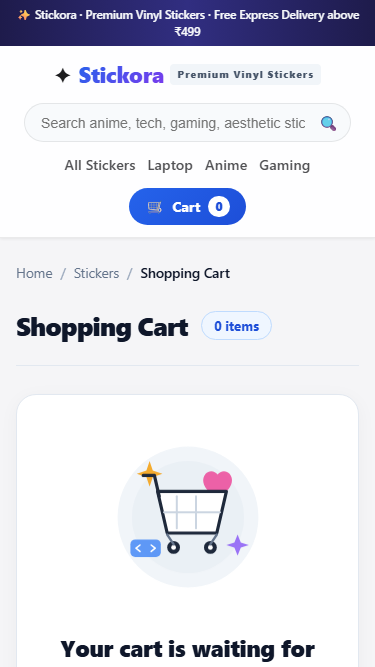 ✨ Stickora · Premium Vinyl Stickers · Free Express Delivery above
₹499
✦ Stickora Premium Vinyl Stickers
Search anime, tech, gaming, aesthetic stic
All Stickers Laptop Anime Gaming
🛒 Cart 0
Home / Stickers / Shopping Cart
Shopping Cart 0 items
Your cart is waiting for